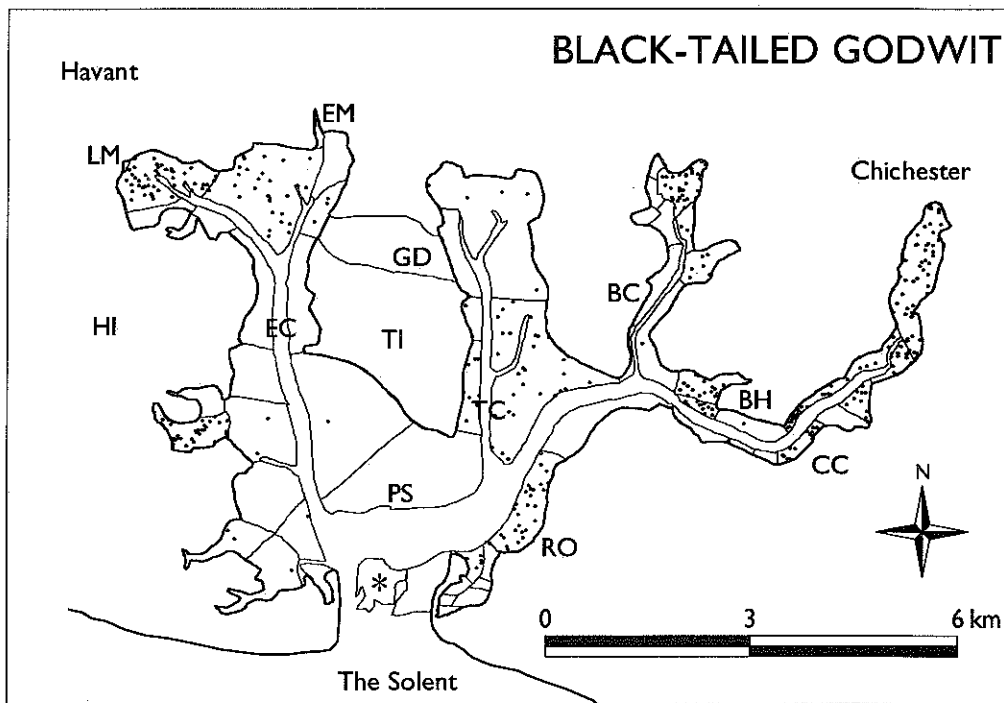 BLACK-TAILED GODWIT
Havant
EM
LM
Chichester
GD
BC
HI
EC
TI
TC
BH
CC
PS
N
RO
*
0 3 6 km
The Solent